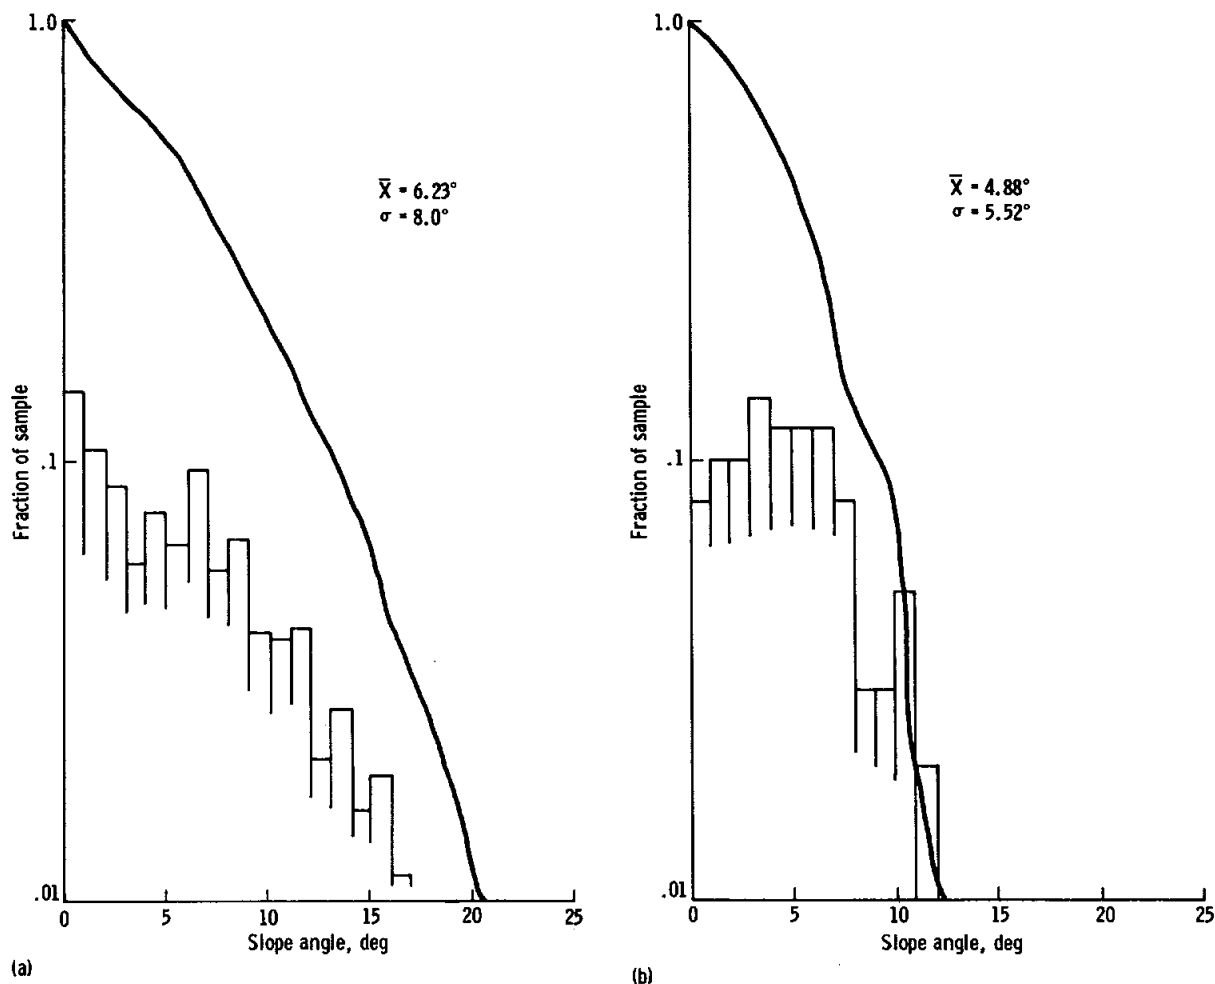 1.0
X̄ = 6.23°
σ = 8.0°
Fraction of sample
.1
.01
0 5 10 15 20 25
Slope angle, deg
(a)
1.0
X̄ = 4.88°
σ = 5.52°
Fraction of sample
.1
.01
0 5 10 15 20 25
Slope angle, deg
(b)